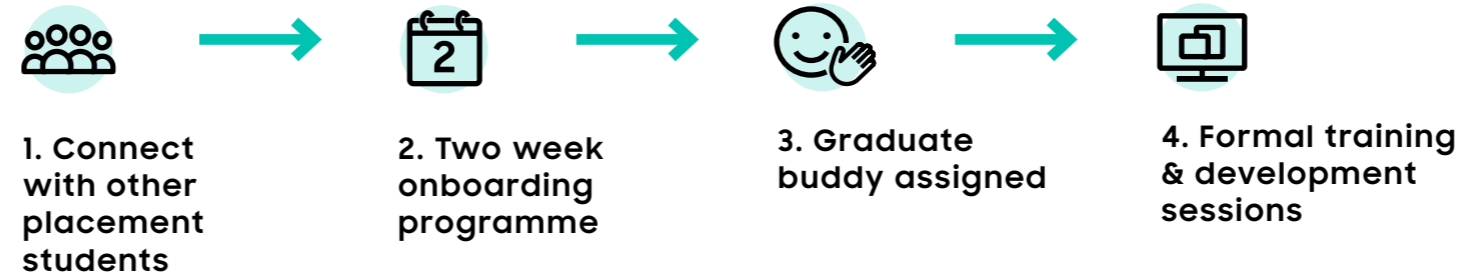 2
1. Connect
with other
placement
students
2. Two week
onboarding
programme
3. Graduate
buddy assigned
4. Formal training
& development
sessions